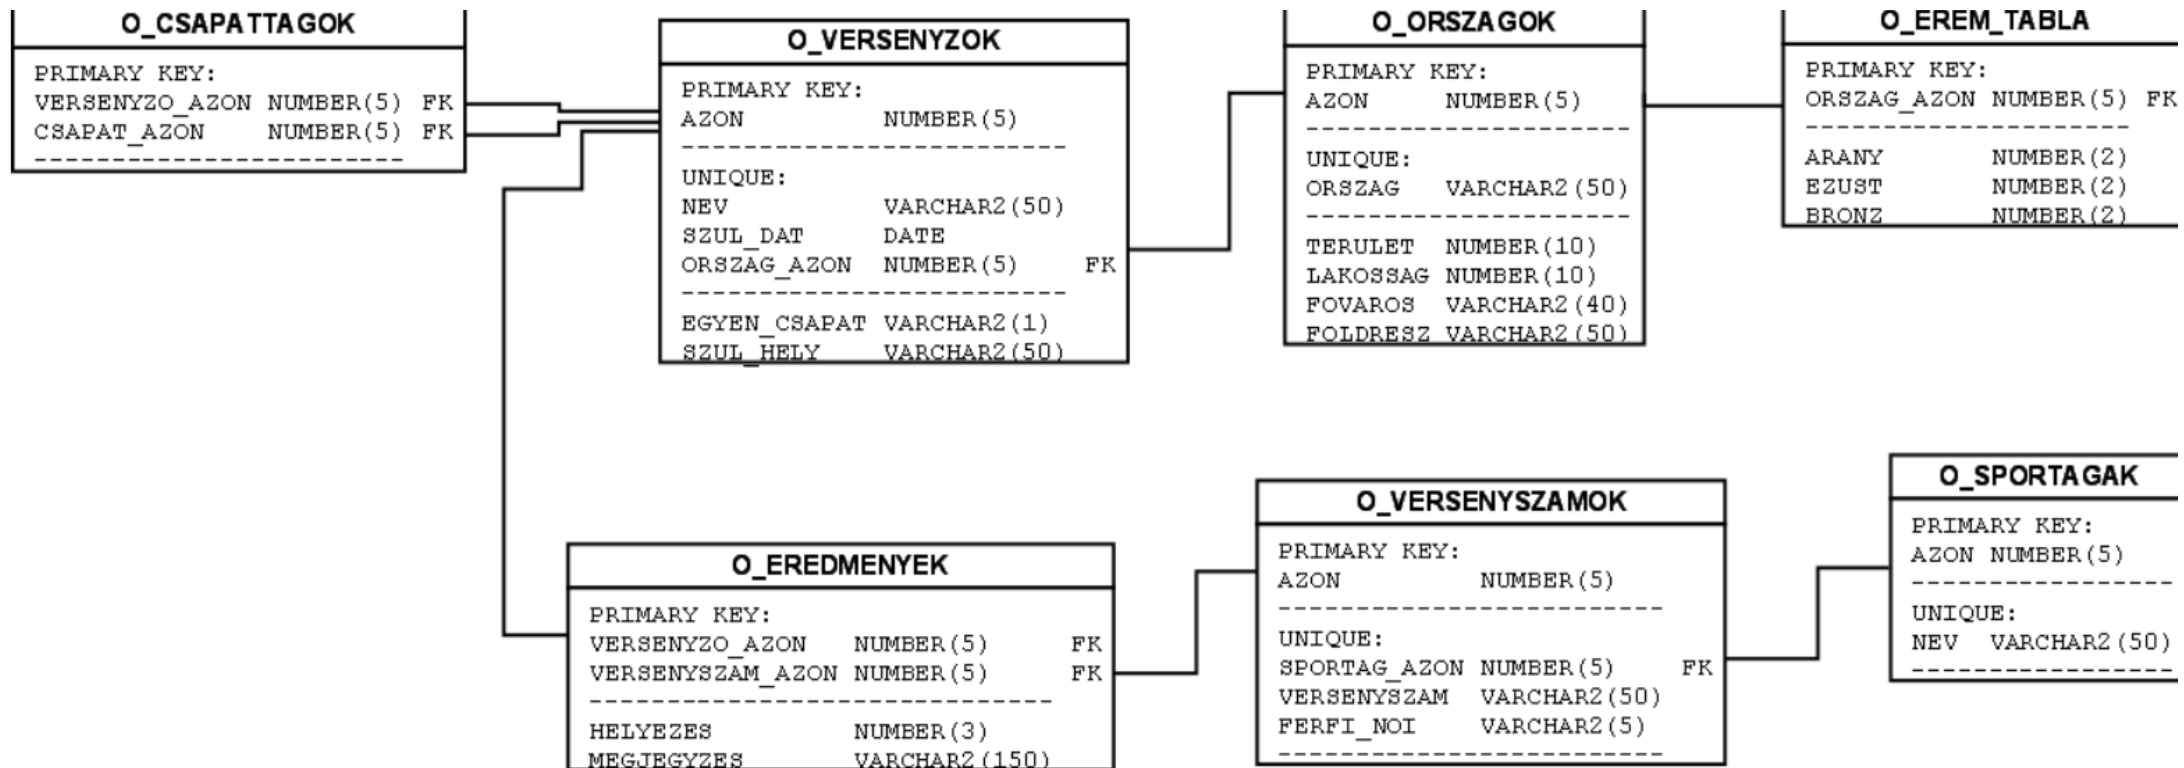 O_CSAPATTAGOK
PRIMARY KEY:
VERSENYZO_AZON NUMBER(5) FK
CSAPAT_AZON NUMBER(5) FK
------------------------
O_VERSENYZOK
PRIMARY KEY:
AZON NUMBER(5)
-------------------------
UNIQUE:
NEV VARCHAR2(50)
SZUL_DAT DATE
ORSZAG_AZON NUMBER(5) FK
-------------------------
EGYEN_CSAPAT VARCHAR2(1)
SZUL_HELY VARCHAR2(50)
O_ORSZAGOK
PRIMARY KEY:
AZON NUMBER(5)
---------------------
UNIQUE:
ORSZAG VARCHAR2(50)
---------------------
TERULET NUMBER(10)
LAKOSSAG NUMBER(10)
FOVAROS VARCHAR2(40)
FOLDRESZ VARCHAR2(50)
O_EREM_TABLA
PRIMARY KEY:
ORSZAG_AZON NUMBER(5) FK
---------------------
ARANY NUMBER(2)
EZUST NUMBER(2)
BRONZ NUMBER(2)
O_EREDMENYEK
PRIMARY KEY:
VERSENYZO_AZON NUMBER(5) FK
VERSENYSZAM_AZON NUMBER(5) FK
------------------------------
HELYEZES NUMBER(3)
MEGJEGYZES VARCHAR2(150)
O_VERSENYSZAMOK
PRIMARY KEY:
AZON NUMBER(5)
-------------------------
UNIQUE:
SPORTAG_AZON NUMBER(5) FK
VERSENYSZAM VARCHAR2(50)
FERFI_NOI VARCHAR2(5)
-------------------------
O_SPORTAGAK
PRIMARY KEY:
AZON NUMBER(5)
-----------------
UNIQUE:
NEV VARCHAR2(50)
-----------------